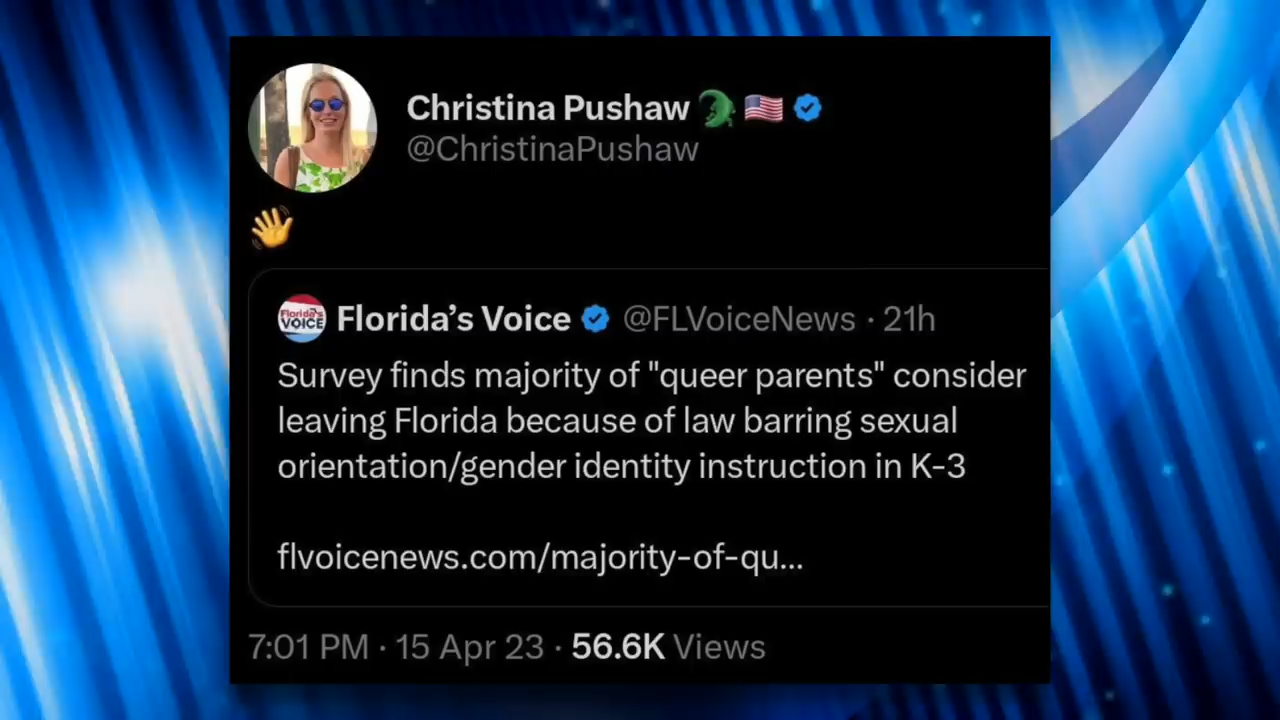 Christina Pushaw 🐊 🇺🇸
@ChristinaPushaw
👋
Florida's VOICE
Florida’s Voice @FLVoiceNews · 21h
Survey finds majority of "queer parents" consider
leaving Florida because of law barring sexual
orientation/gender identity instruction in K-3
flvoicenews.com/majority-of-qu...
7:01 PM · 15 Apr 23 · 56.6K Views